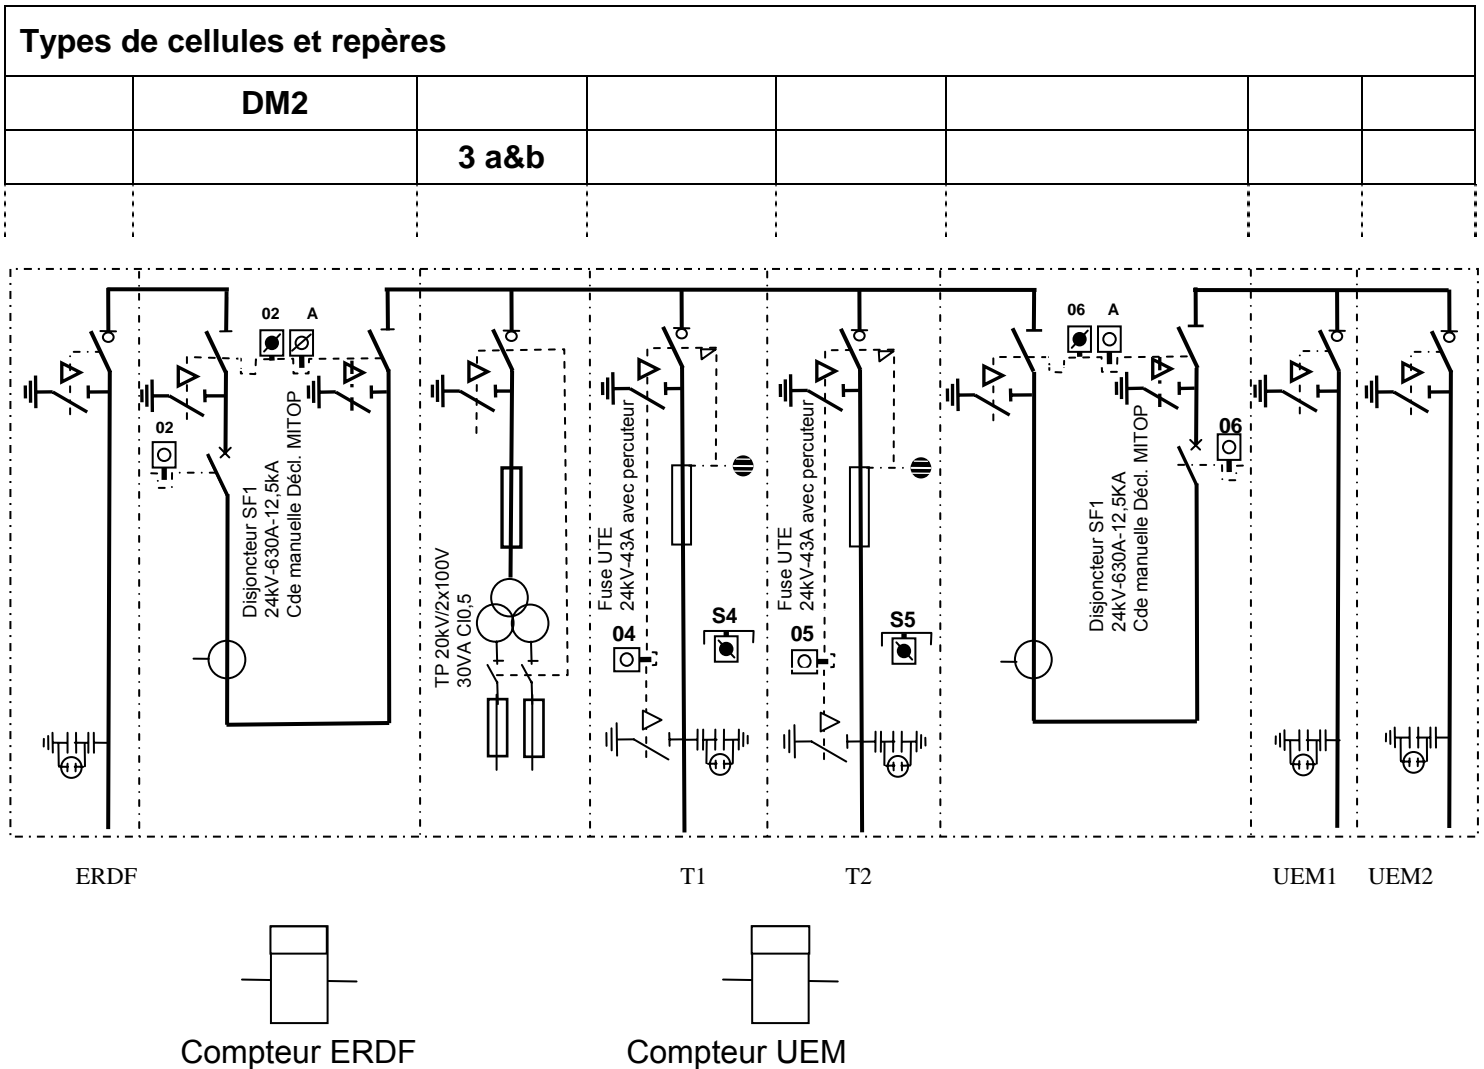 Types de cellules et repères
DM2
3 a&b
02 A
06 A
02
06
Disjoncteur SF1
24kV-630A-12,5kA
Cde manuelle Décl. MITOP
TP 20kV/2x100V
30VA Cl0,5
Fuse UTE
24kV-43A avec percuteur
Fuse UTE
24kV-43A avec percuteur
Disjoncteur SF1
24kV-630A-12,5KA
Cde manuelle Décl. MITOP
04
S4
05
S5
ERDF
T1
T2
UEM1
UEM2
Compteur ERDF
Compteur UEM